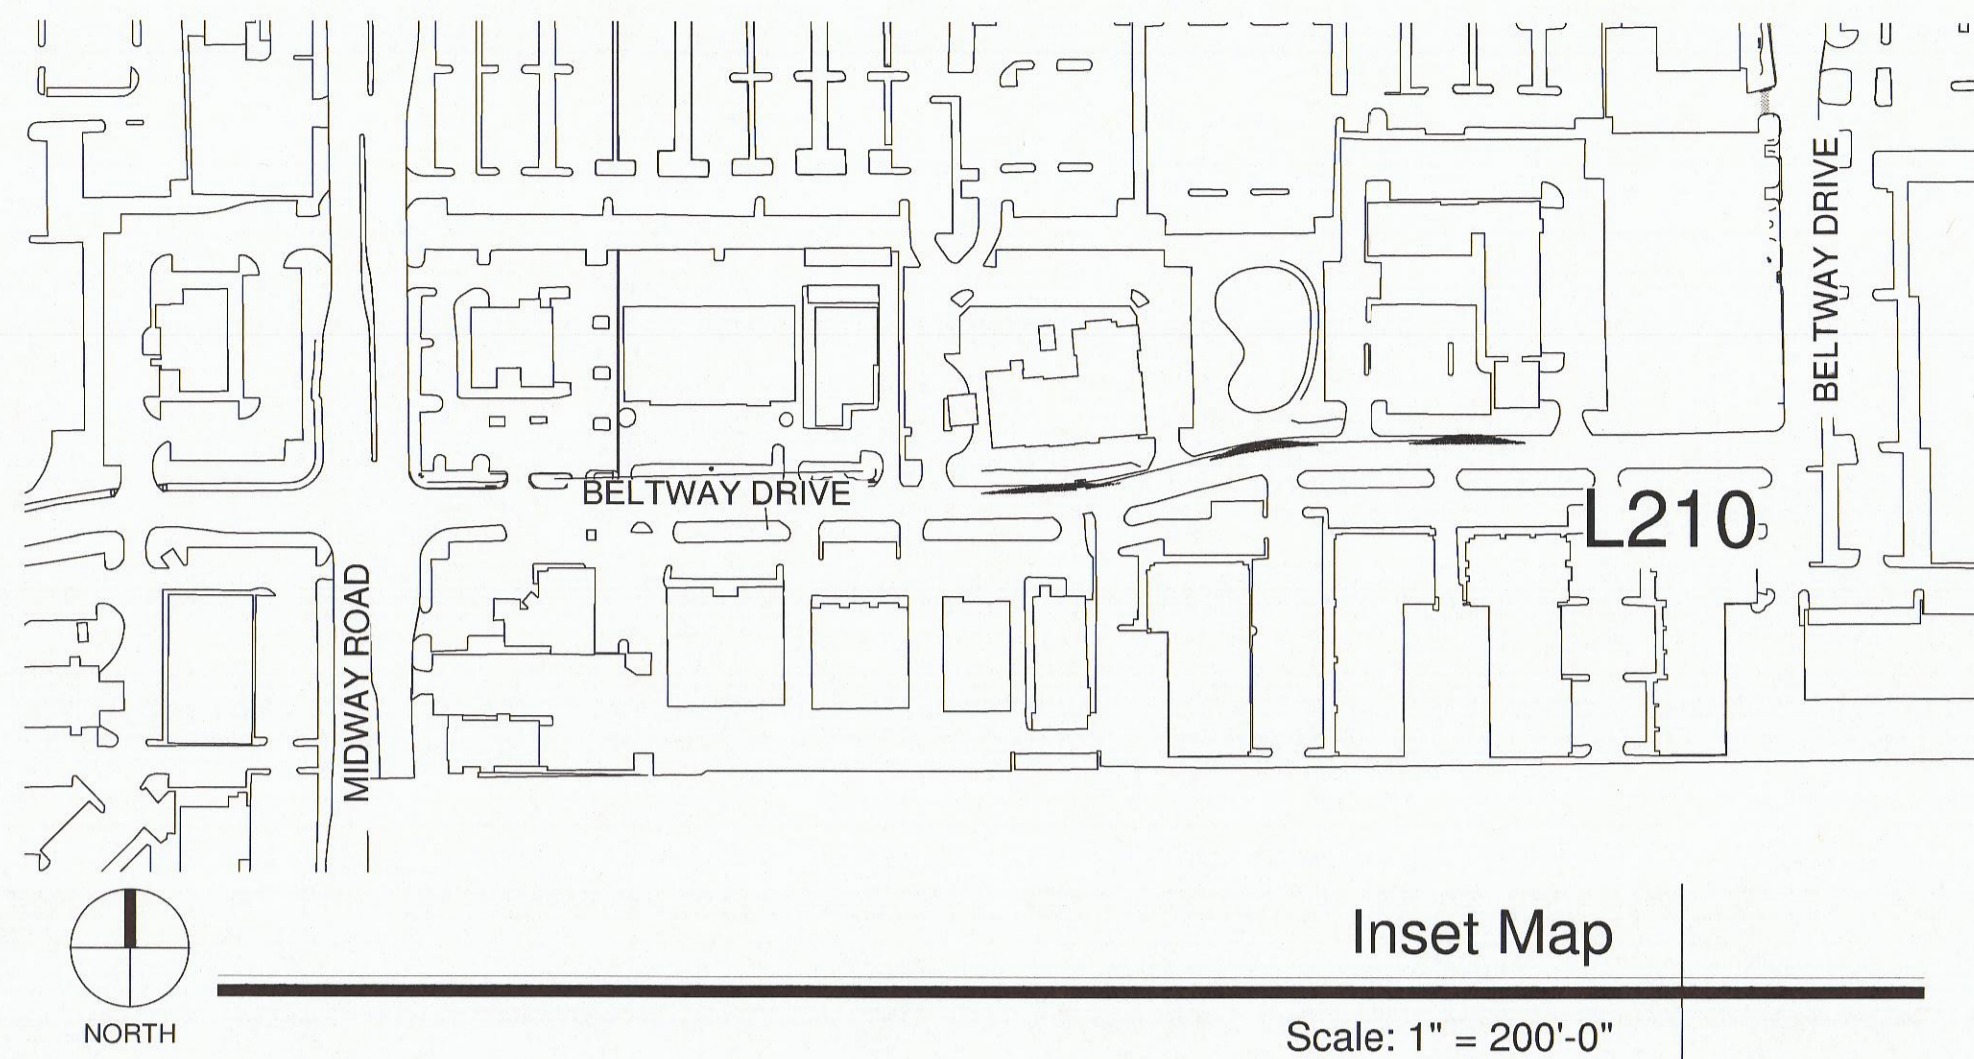 BELTWAY DRIVE
BELTWAY DRIVE
L210
MIDWAY ROAD
Inset Map
NORTH
Scale: 1" = 200'-0"